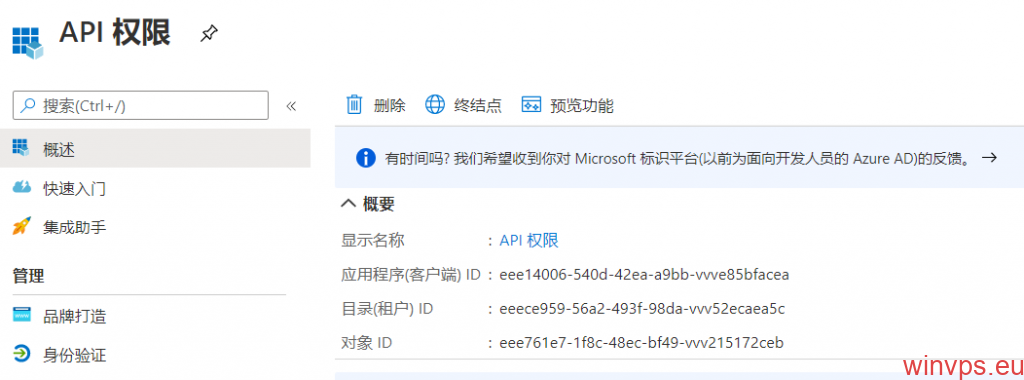 API 权限
搜索(Ctrl+/)
«
概述
快速入门
集成助手
管理
品牌打造
身份验证
删除 终结点 预览功能
有时间吗? 我们希望收到你对 Microsoft 标识平台(以前为面向开发人员的 Azure AD)的反馈。 →
概要
显示名称 : API 权限
应用程序(客户端) ID : eee14006-540d-42ea-a9bb-vvve85bfacea
目录(租户) ID : eeece959-56a2-493f-98da-vvv52ecaea5c
对象 ID : eee761e7-1f8c-48ec-bf49-vvv215172ceb
winvps.eu